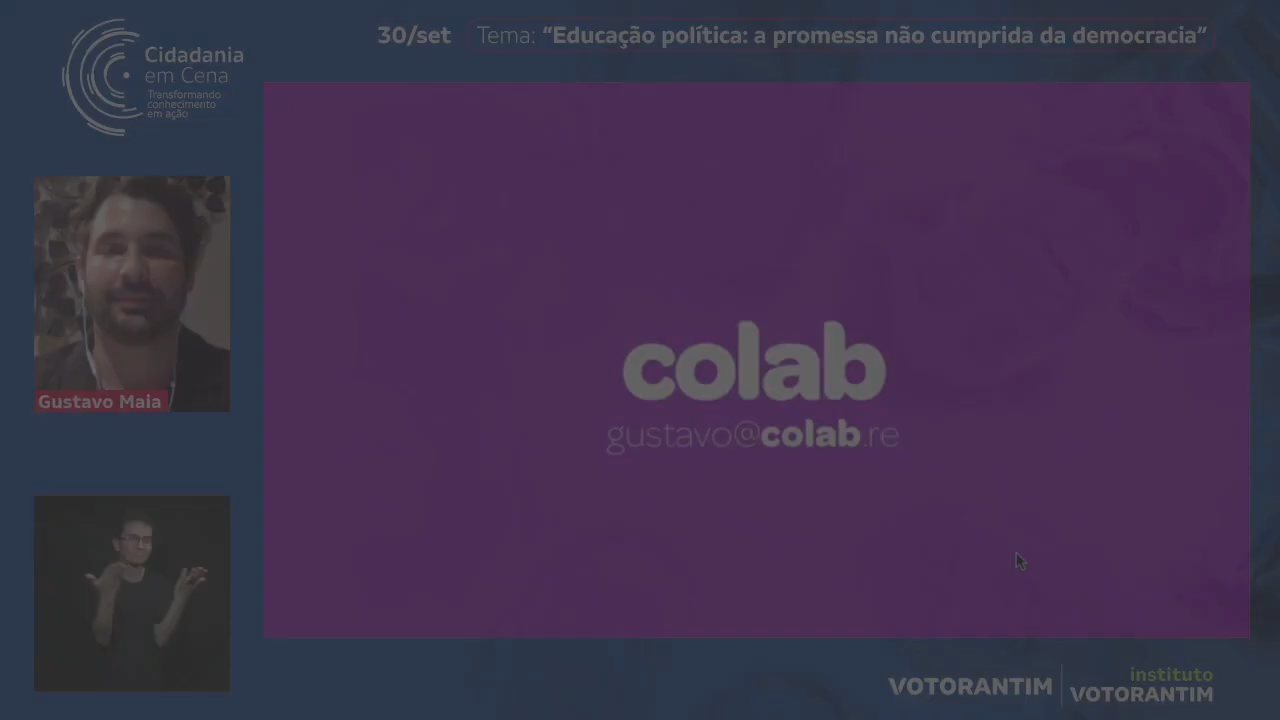 30/set
Tema: “Educação política: a promessa não cumprida da democracia”
Cidadania
em Cena
Transformando
conhecimento
em ação
Gustavo Maia
colab
gustavo@colab.re
VOTORANTIM
instituto
VOTORANTIM